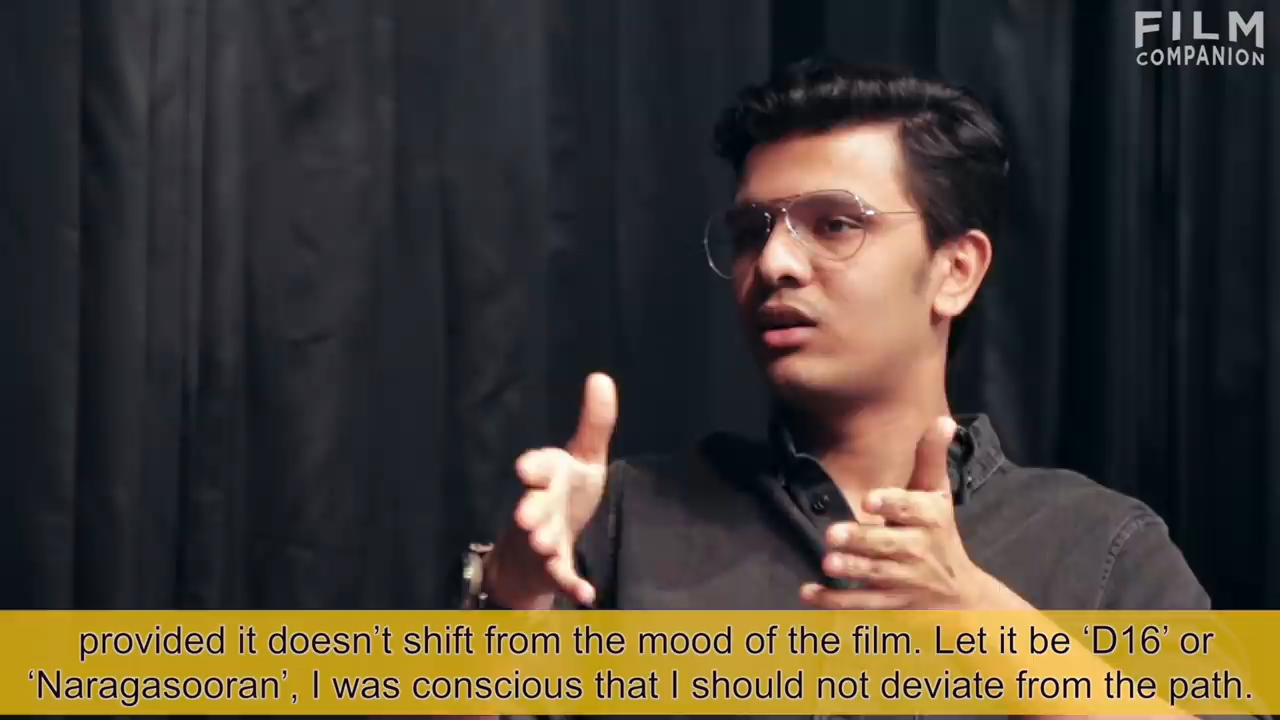 FILM
COMPANION
provided it doesn’t shift from the mood of the film. Let it be ‘D16’ or
‘Naragasooran’, I was conscious that I should not deviate from the path.